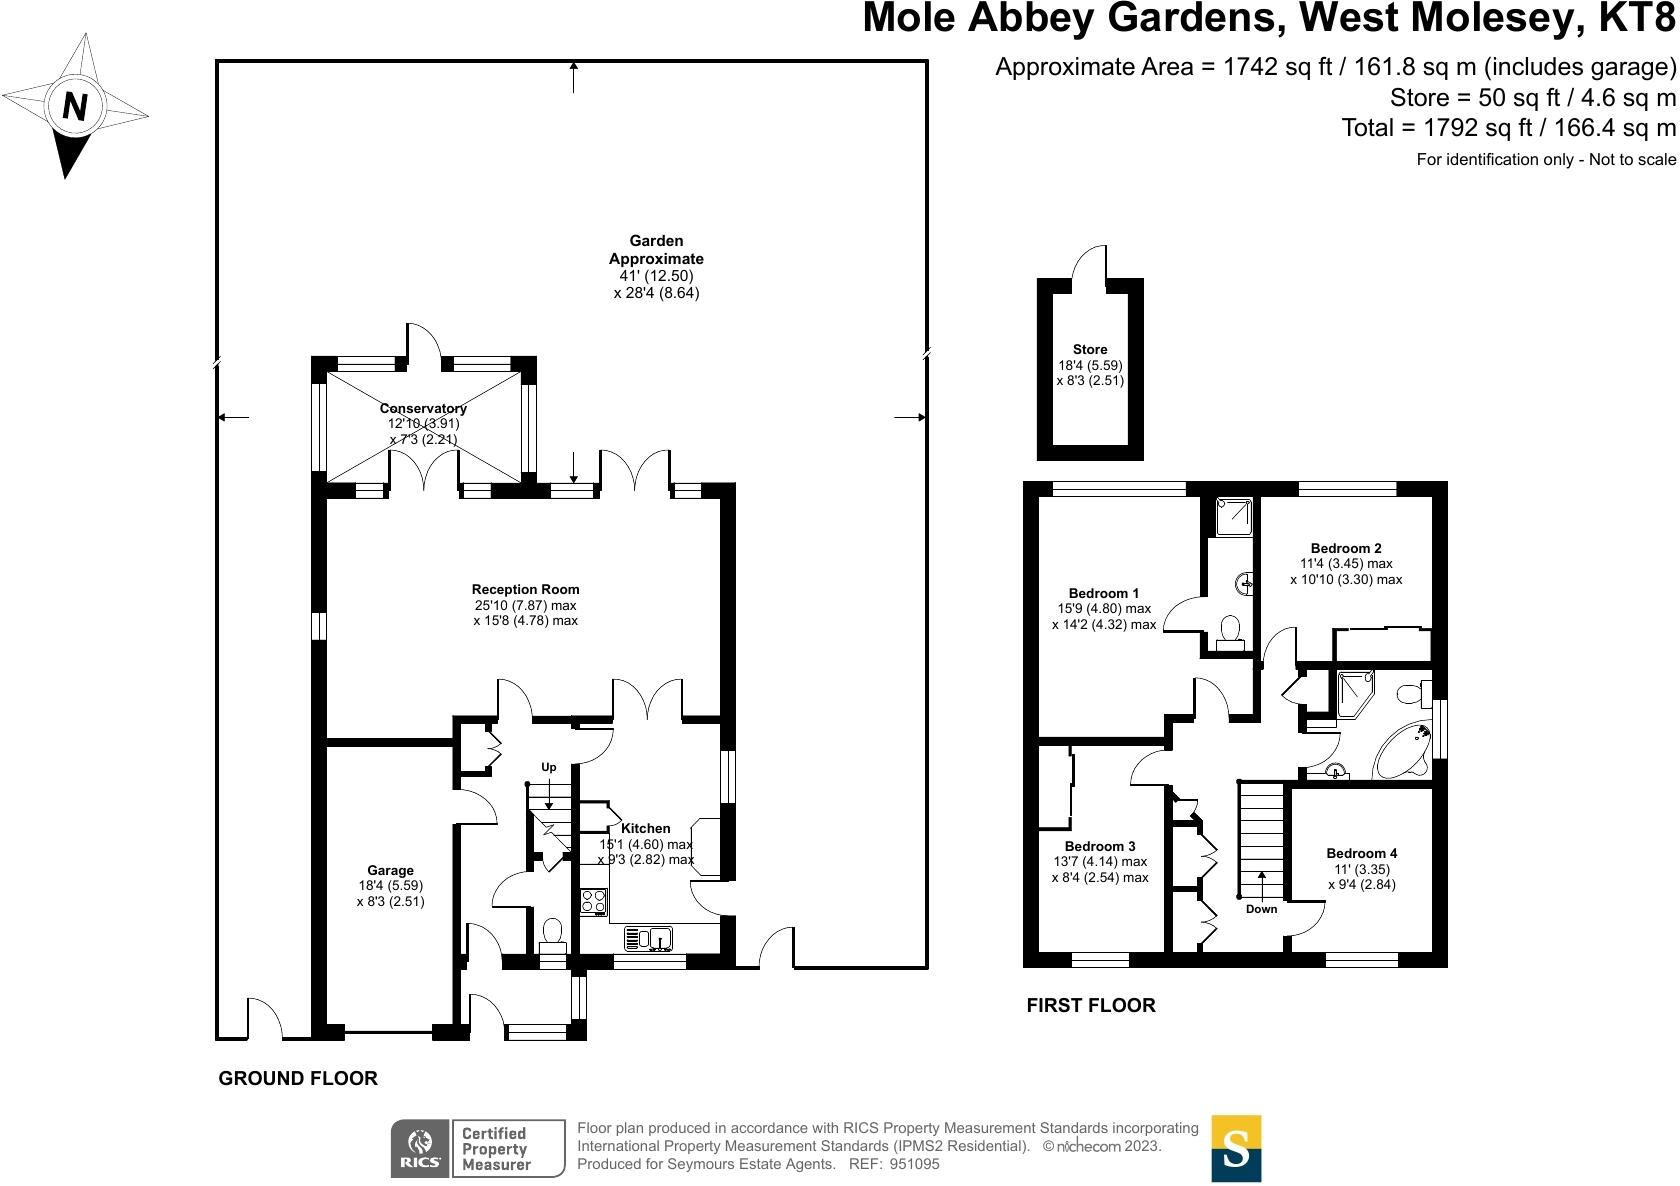 Mole Abbey Gardens, West Molesey, KT8
Approximate Area = 1742 sq ft / 161.8 sq m (includes garage)
Store = 50 sq ft / 4.6 sq m
Total = 1792 sq ft / 166.4 sq m
For identification only - Not to scale
N
Garden
Approximate
41' (12.50)
x 28'4 (8.64)
Store
18'4 (5.59)
x 8'3 (2.51)
Conservatory
12'10 (3.91)
x 7'3 (2.21)
Reception Room
25'10 (7.87) max
x 15'8 (4.78) max
Up
Kitchen
15'1 (4.60) max
x 9'3 (2.82) max
Garage
18'4 (5.59)
x 8'3 (2.51)
GROUND FLOOR
Bedroom 1
15'9 (4.80) max
x 14'2 (4.32) max
Bedroom 2
11'4 (3.45) max
x 10'10 (3.30) max
Bedroom 3
13'7 (4.14) max
x 8'4 (2.54) max
Bedroom 4
11' (3.35)
x 9'4 (2.84)
Down
FIRST FLOOR
RICS
Certified
Property
Measurer
Floor plan produced in accordance with RICS Property Measurement Standards incorporating
International Property Measurement Standards (IPMS2 Residential). © nichecom 2023.
Produced for Seymours Estate Agents. REF: 951095
S